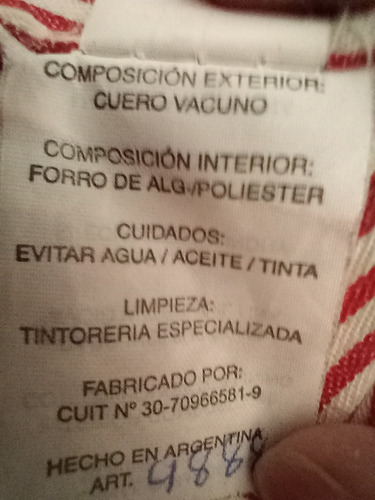 COMPOSICIÓN EXTERIOR:
CUERO VACUNO
COMPOSICIÓN INTERIOR:
FORRO DE ALG./POLIESTER
CUIDADOS:
EVITAR AGUA / ACEITE / TINTA
LIMPIEZA:
TINTORERIA ESPECIALIZADA
FABRICADO POR:
CUIT Nº 30-70966581-9
HECHO EN ARGENTINA
ART.